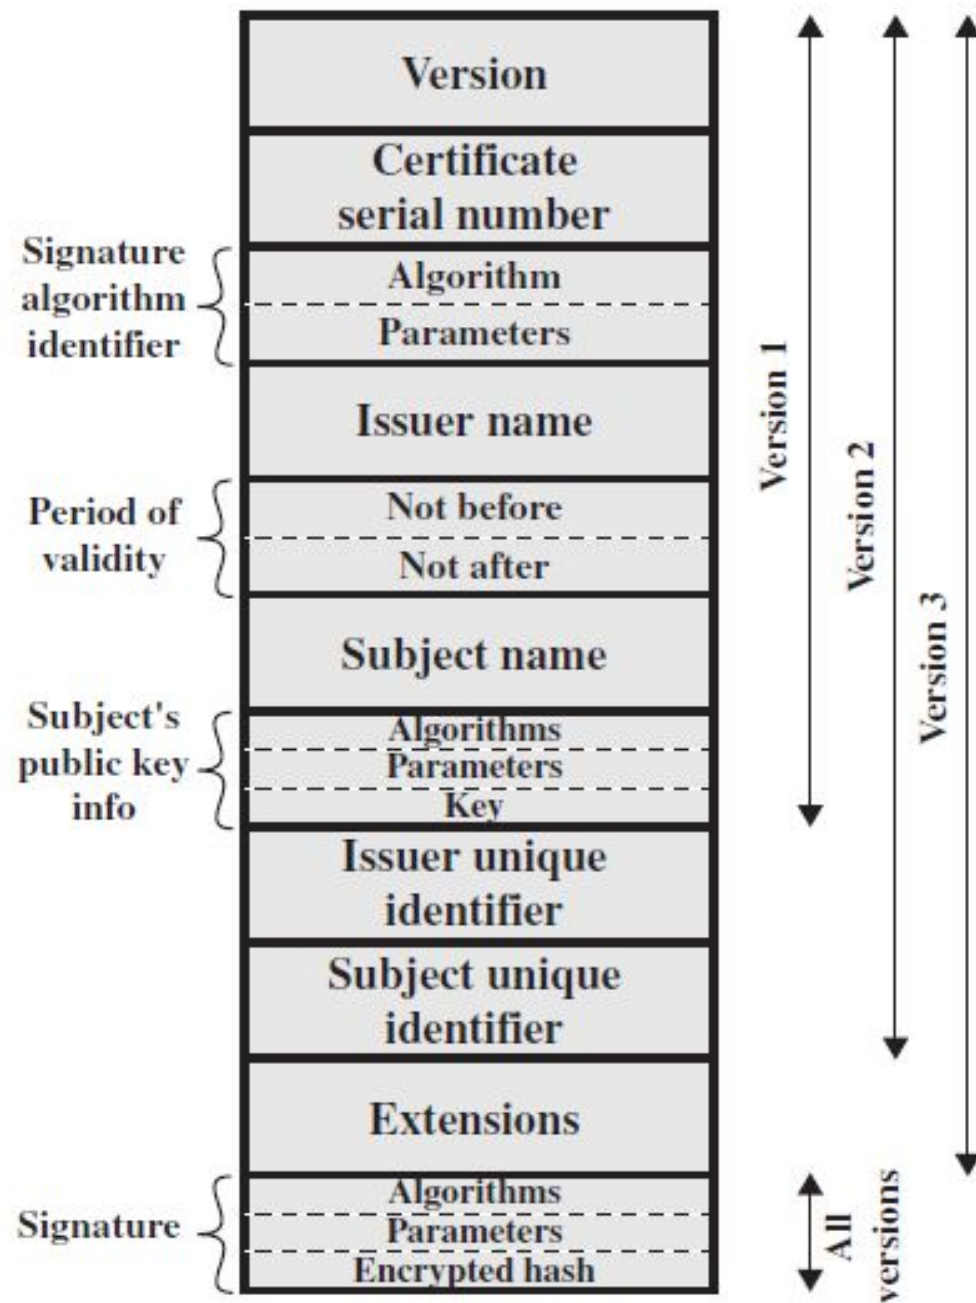 Version
Certificate
serial number
Signature
algorithm
identifier
Algorithm
Parameters
Issuer name
Period of
validity
Not before
Not after
Subject name
Subject's
public key
info
Algorithms
Parameters
Key
Issuer unique
identifier
Subject unique
identifier
Extensions
Signature
Algorithms
Parameters
Encrypted hash
Version 1
Version 2
Version 3
All
versions